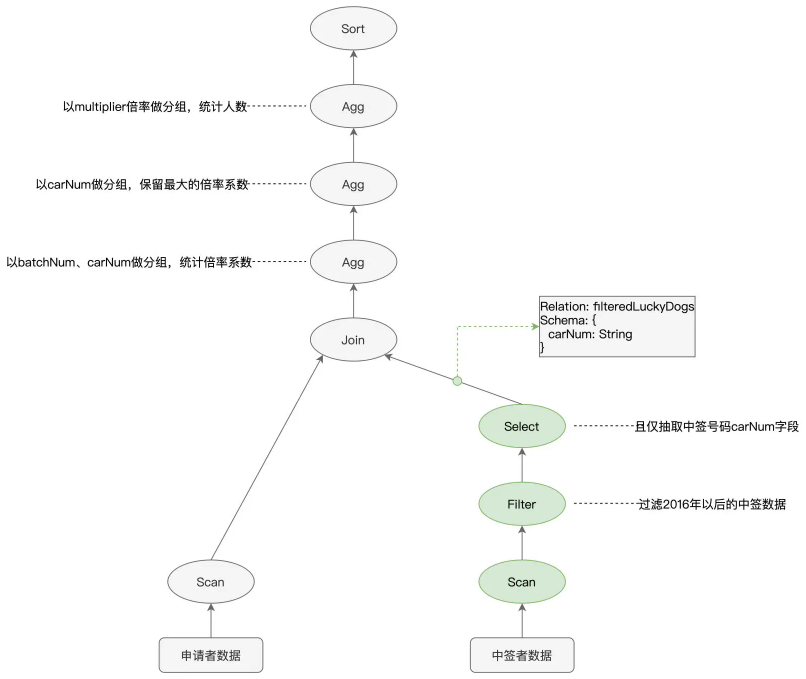 Sort
以multiplier倍率做分组，统计人数
Agg
以carNum做分组，保留最大的倍率系数
Agg
以batchNum、carNum做分组，统计倍率系数
Agg
Relation: filteredLuckyDogs
Schema: {
carNum: String
}
Join
Select
且仅抽取中签号码carNum字段
Filter
过滤2016年以后的中签数据
Scan
Scan
申请者数据
中签者数据